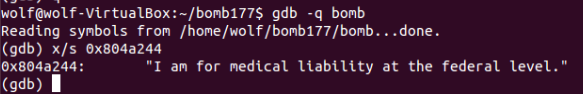 wolf@wolf-VirtualBox:~/bomb177$ gdb -q bomb
Reading symbols from /home/wolf/bomb177/bomb...done.
(gdb) x/s 0x804a244
0x804a244:       "I am for medical liability at the federal level."
(gdb)